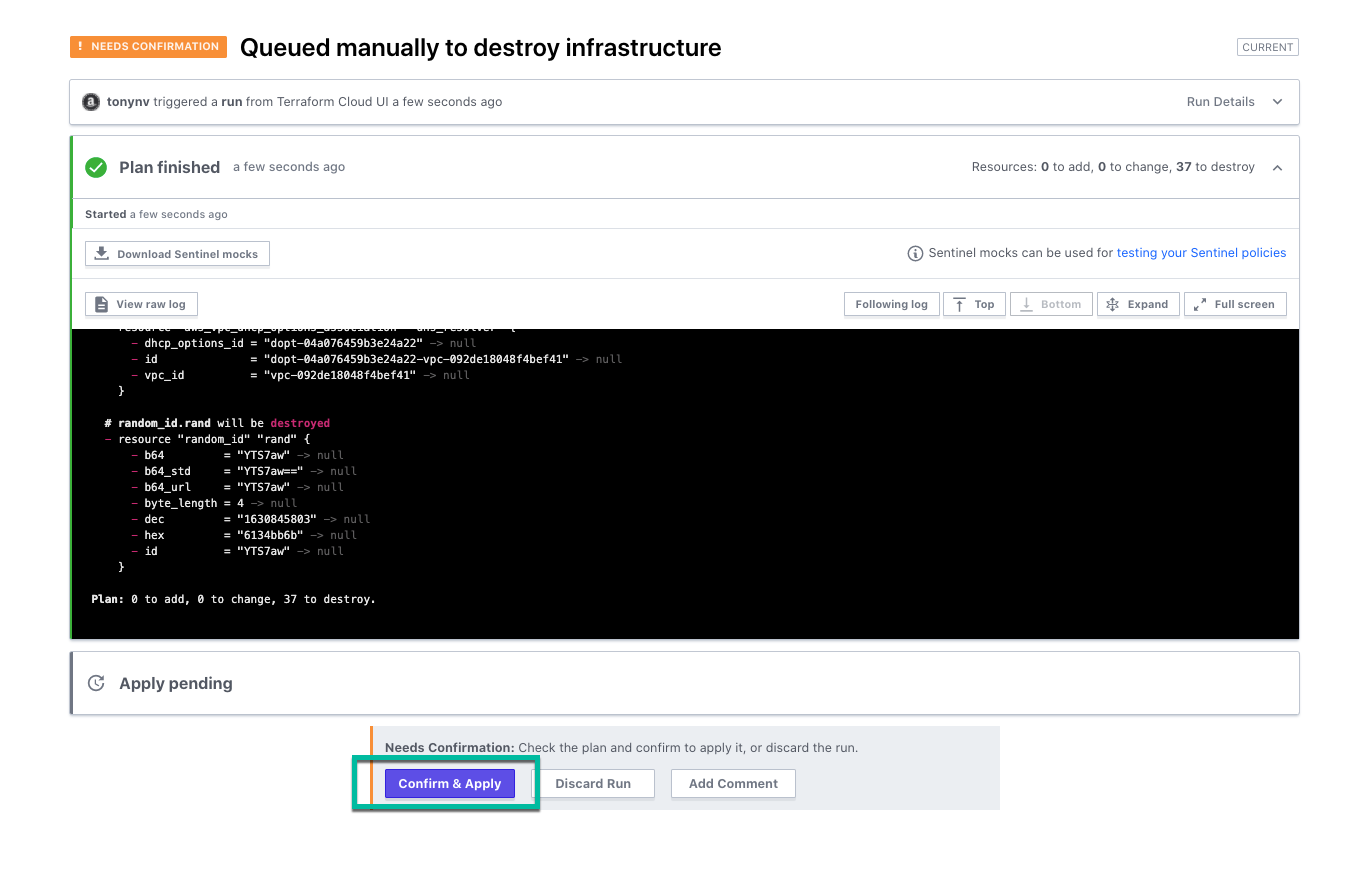 ! NEEDS CONFIRMATION Queued manually to destroy infrastructure CURRENT
a tonynv triggered a run from Terraform Cloud UI a few seconds ago Run Details
Plan finished a few seconds ago Resources: 0 to add, 0 to change, 37 to destroy
Started a few seconds ago
Download Sentinel mocks Sentinel mocks can be used for testing your Sentinel policies
View raw log Following log Top Bottom Expand Full screen
resource "aws_vpc_dhcp_options_association" "dns_resolver" {
- dhcp_options_id = "dopt-04a076459b3e24a22" -> null
- id = "dopt-04a076459b3e24a22-vpc-092de18048f4bef41" -> null
- vpc_id = "vpc-092de18048f4bef41" -> null
}
# random_id.rand will be destroyed
- resource "random_id" "rand" {
- b64 = "YTS7aw" -> null
- b64_std = "YTS7aw==" -> null
- b64_url = "YTS7aw" -> null
- byte_length = 4 -> null
- dec = "1630845803" -> null
- hex = "6134bb6b" -> null
- id = "YTS7aw" -> null
}
Plan: 0 to add, 0 to change, 37 to destroy.
Apply pending
Needs Confirmation: Check the plan and confirm to apply it, or discard the run.
Confirm & Apply Discard Run Add Comment